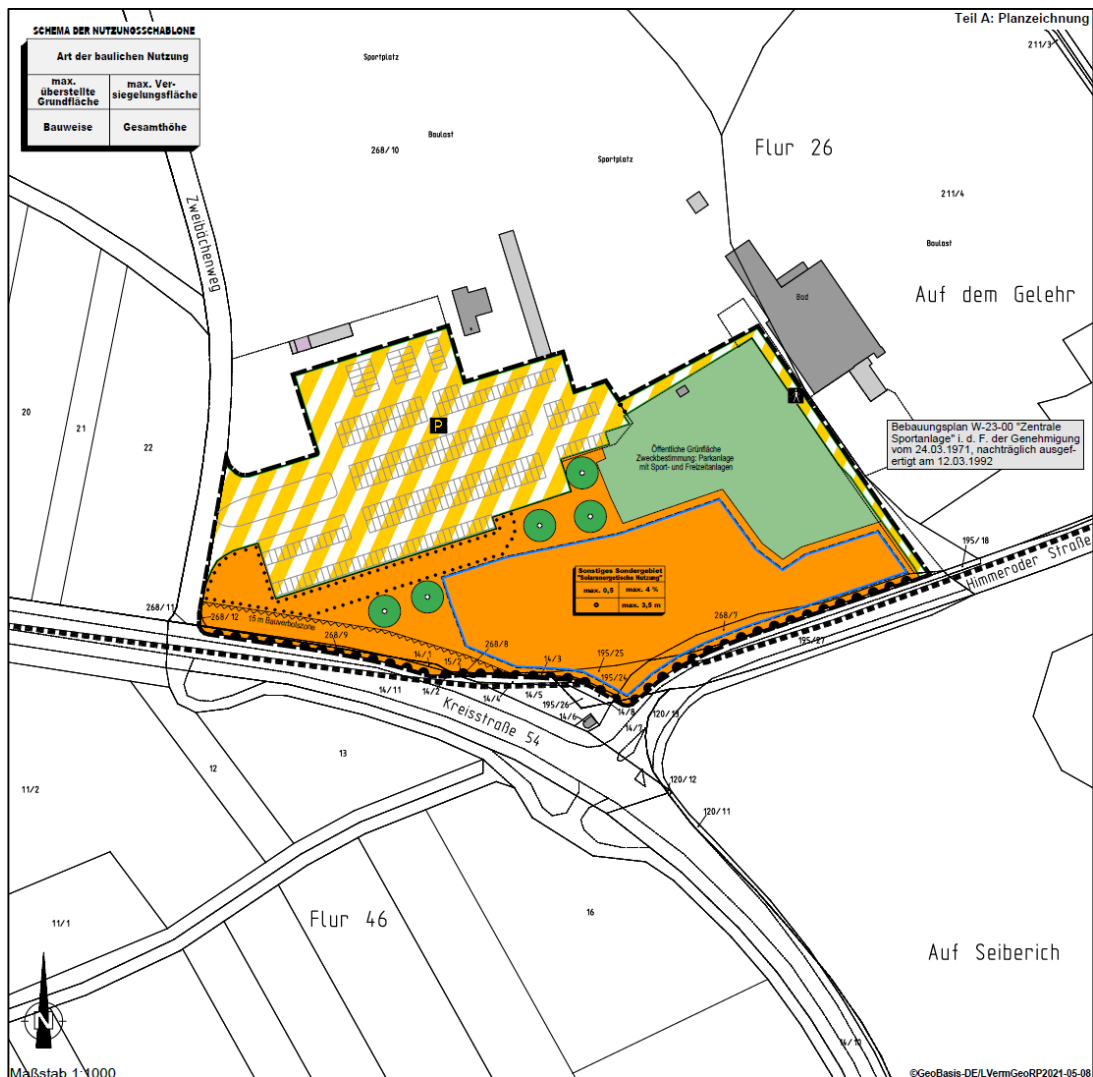 Teil A: Planzeichnung
SCHEMA DER NUTZUNGSSCHABLONE
Art der baulichen Nutzung
max.
überstellte
Grundfläche
max. Ver-
siegelungsfläche
Bauweise
Gesamthöhe
Sportplatz
211/3
Baulast
268/10
Sportplatz
Flur 26
211/4
Baulast
Zweibächenweg
Bad
Auf dem Gelehr
20
21
22
P
Bebauungsplan W-23-00 "Zentrale
Sportanlage" i. d. F. der Genehmigung
vom 24.03.1971, nachträglich ausgef-
ertigt am 12.03.1992
Öffentliche Grünfläche
Zweckbestimmung: Parkanlage
mit Sport- und Freizeitanlagen
195/18
Himmeroder Straße
Sonstiges Sondergebiet
"Solarenergetische Nutzung"
max. 0,5
max. 4 %
o
max. 3,5 m
268/11
268/12
15 m Bauverbotszone
268/9
268/8
268/7
195/27
14/1
15/2
14/3
195/25
195/24
14/11
14/2
14/4
14/5
195/26
14/6
14/8
14/7
120/13
Kreisstraße 54
120/12
120/11
13
12
11/2
11/1
Flur 46
16
Auf Seiberich
N
14/10
Maßstab 1:1000
©GeoBasis-DE/LVermGeoRP2021-05-08